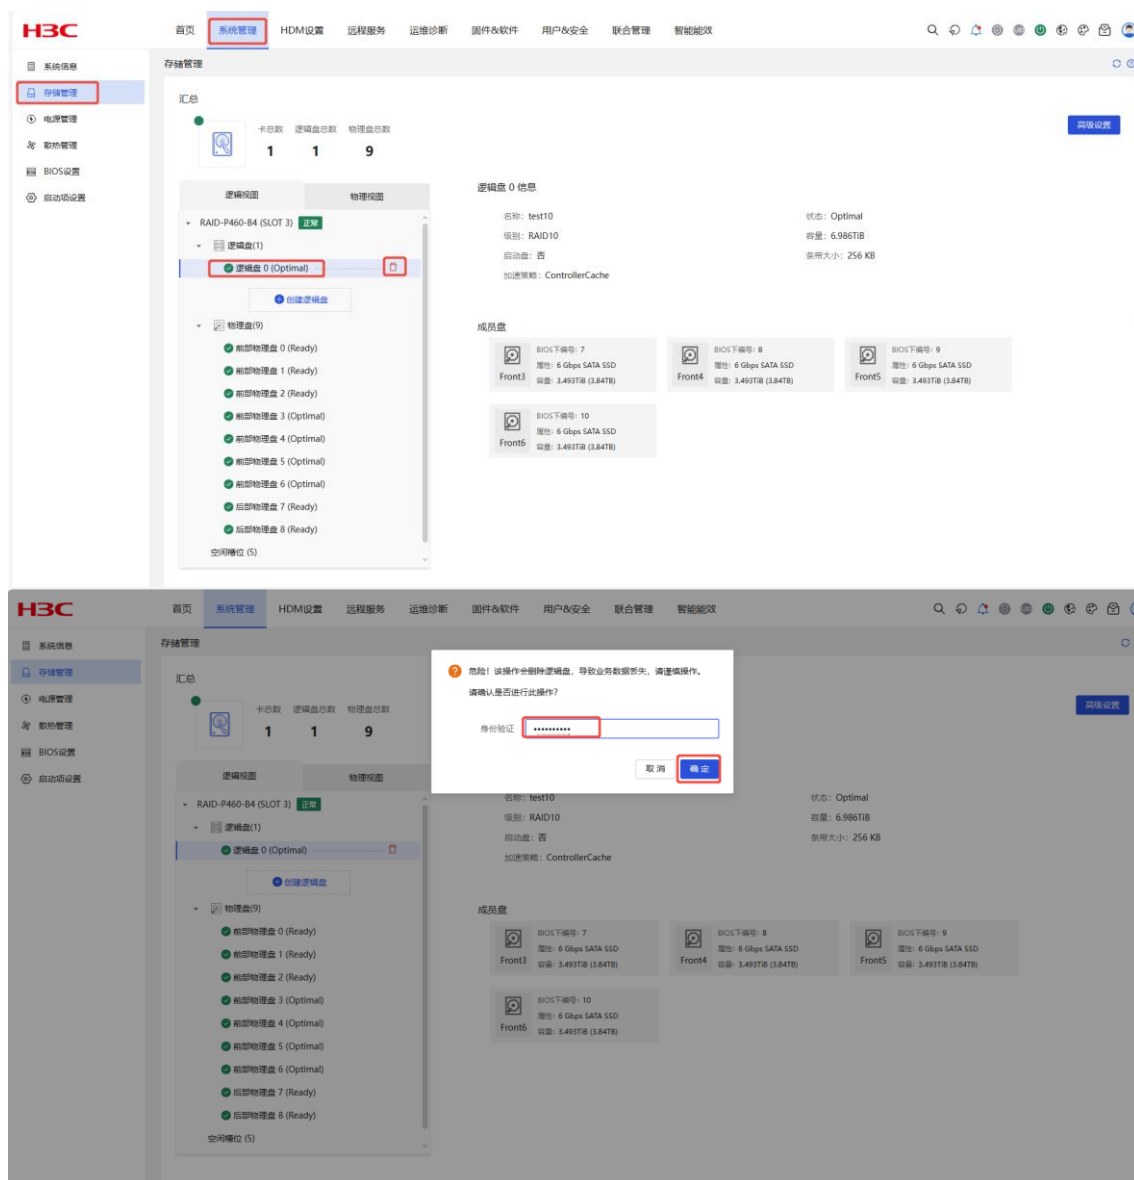 H3C 首页 系统管理 HDM设置 远程服务 运维诊断 固件&软件 用户&安全 联合管理 智能能效
系统信息
存储管理
电源管理
散热管理
BIOS设置
启动项设置
存储管理
汇总
高级设置
卡总数 逻辑盘总数 物理盘总数
1 1 9
逻辑视图 物理视图
RAID-P460-B4 (SLOT 3) 正常
逻辑盘(1)
逻辑盘 0 (Optimal)
创建逻辑盘
物理盘(9)
前部物理盘 0 (Ready)
前部物理盘 1 (Ready)
前部物理盘 2 (Ready)
前部物理盘 3 (Optimal)
前部物理盘 4 (Optimal)
前部物理盘 5 (Optimal)
前部物理盘 6 (Optimal)
后部物理盘 7 (Ready)
后部物理盘 8 (Ready)
空闲槽位 (5)
逻辑盘 0 信息
名称: test10 状态: Optimal
级别: RAID10 容量: 6.986TiB
启动盘: 否 条带大小: 256 KB
加速策略: ControllerCache
成员盘
Front3
BIOS下编号: 7
属性: 6 Gbps SATA SSD
容量: 3.493TiB (3.84TB)
Front4
BIOS下编号: 8
属性: 6 Gbps SATA SSD
容量: 3.493TiB (3.84TB)
Front5
BIOS下编号: 9
属性: 6 Gbps SATA SSD
容量: 3.493TiB (3.84TB)
Front6
BIOS下编号: 10
属性: 6 Gbps SATA SSD
容量: 3.493TiB (3.84TB)
H3C 首页 系统管理 HDM设置 远程服务 运维诊断 固件&软件 用户&安全 联合管理 智能能效
系统信息
存储管理
电源管理
散热管理
BIOS设置
启动项设置
存储管理
汇总
高级设置
卡总数 逻辑盘总数 物理盘总数
1 1 9
危险！该操作会删除逻辑盘，导致业务数据丢失，请谨慎操作。
请确认是否进行此操作?
身份验证 ••••••••••
取消 确定
逻辑视图 物理视图
RAID-P460-B4 (SLOT 3) 正常
逻辑盘(1)
逻辑盘 0 (Optimal)
创建逻辑盘
物理盘(9)
前部物理盘 0 (Ready)
前部物理盘 1 (Ready)
前部物理盘 2 (Ready)
前部物理盘 3 (Optimal)
前部物理盘 4 (Optimal)
前部物理盘 5 (Optimal)
前部物理盘 6 (Optimal)
后部物理盘 7 (Ready)
后部物理盘 8 (Ready)
空闲槽位 (5)
名称: test10 状态: Optimal
级别: RAID10 容量: 6.986TiB
启动盘: 否 条带大小: 256 KB
加速策略: ControllerCache
成员盘
Front3
BIOS下编号: 7
属性: 6 Gbps SATA SSD
容量: 3.493TiB (3.84TB)
Front4
BIOS下编号: 8
属性: 6 Gbps SATA SSD
容量: 3.493TiB (3.84TB)
Front5
BIOS下编号: 9
属性: 6 Gbps SATA SSD
容量: 3.493TiB (3.84TB)
Front6
BIOS下编号: 10
属性: 6 Gbps SATA SSD
容量: 3.493TiB (3.84TB)